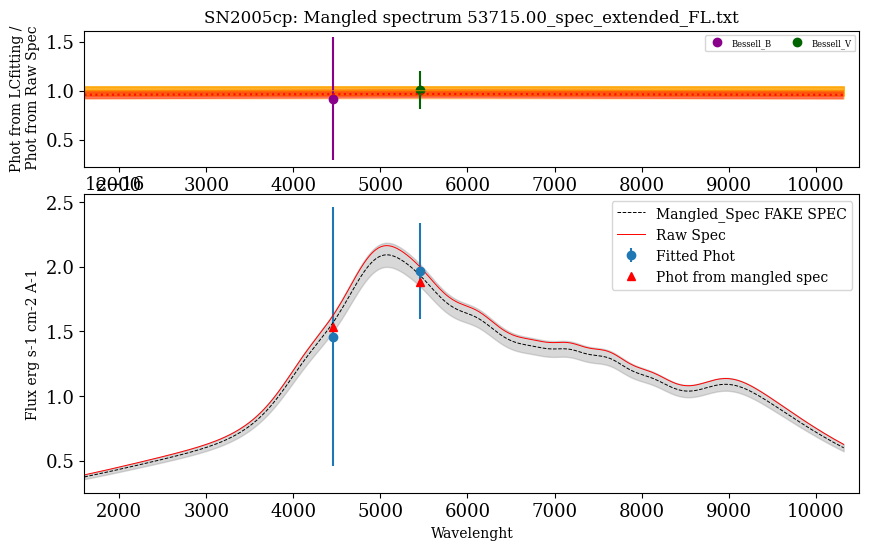 SN2005cp: Mangled spectrum 53715.00_spec_extended_FL.txt
Phot from LCfitting /
Phot from Raw Spec
1.5
1.0
0.5
Bessell_B
Bessell_V
2000 3000 4000 5000 6000 7000 8000 9000 10000
1e−16
Flux erg s-1 cm-2 A-1
2.5
2.0
1.5
1.0
0.5
Mangled_Spec FAKE SPEC
Raw Spec
Fitted Phot
Phot from mangled spec
2000 3000 4000 5000 6000 7000 8000 9000 10000
Wavelenght